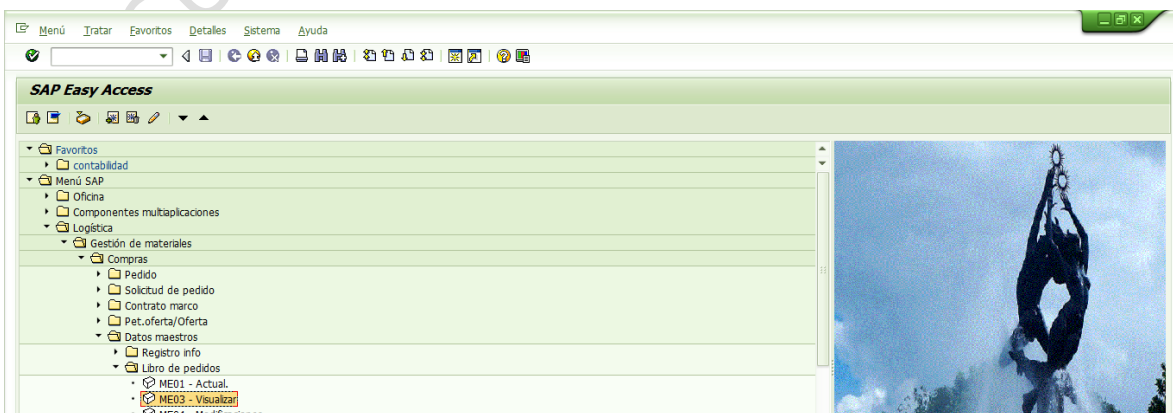 Menú Tratar Favoritos Detalles Sistema Ayuda
SAP Easy Access
Favoritos
contabilidad
Menú SAP
Oficina
Componentes multiaplicaciones
Logística
Gestión de materiales
Compras
Pedido
Solicitud de pedido
Contrato marco
Pet.oferta/Oferta
Datos maestros
Registro info
Libro de pedidos
ME01 - Actual.
ME03 - Visualizar